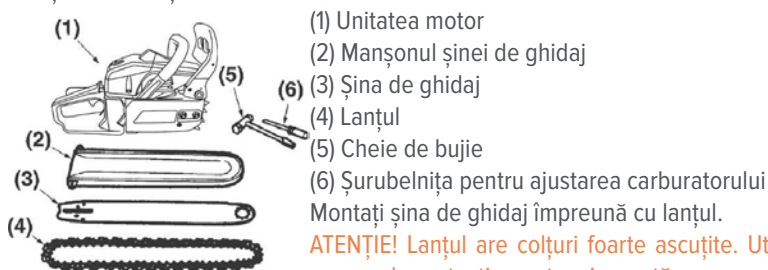 (1) Unitatea motor
(2) Manșonul șinei de ghidaj
(3) Șina de ghidaj
(4) Lanțul
(5) Cheie de bujie
(6) Șurubelnița pentru ajustarea carburatorului
Montați șina de ghidaj împreună cu lanțul.
ATENȚIE! Lanțul are colțuri foarte ascuțite.
(1)
(5)
(6)
(2)
(3)
(4)